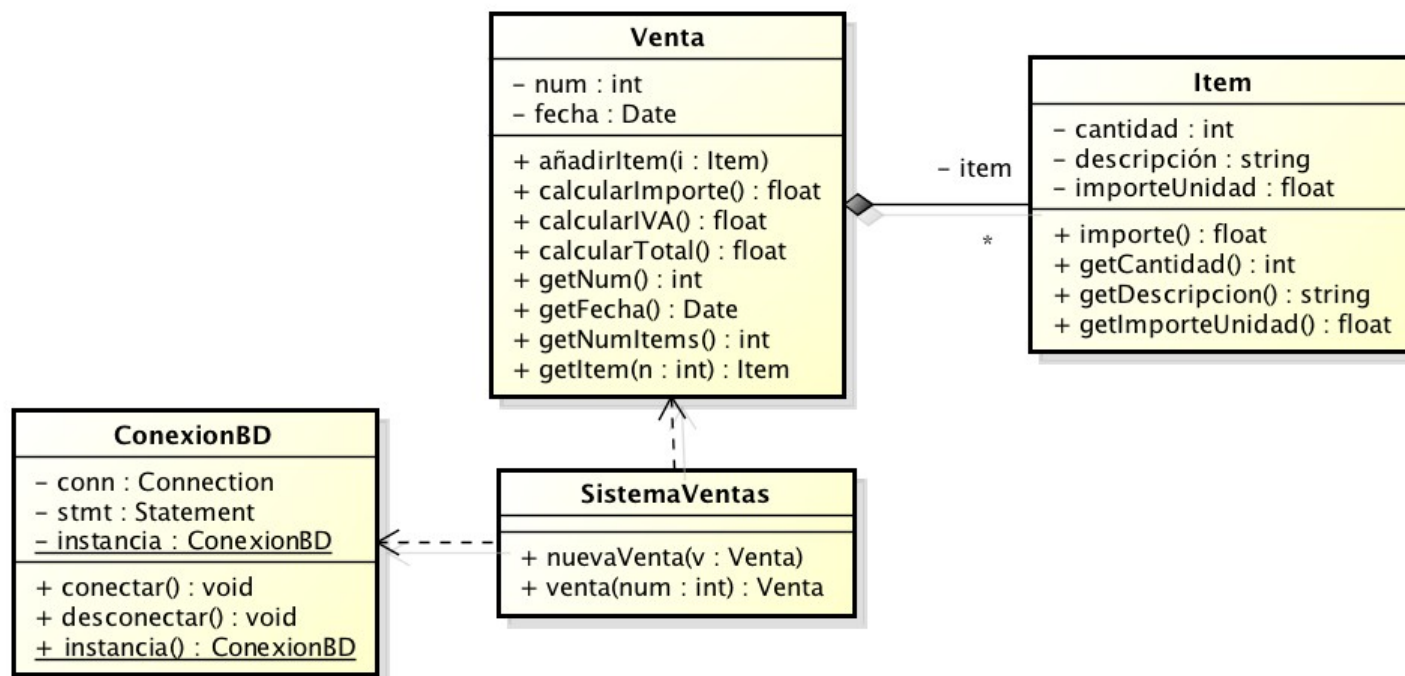 Venta
– num : int
– fecha : Date
+ añadirItem(i : Item)
+ calcularImporte() : float
+ calcularIVA() : float
+ calcularTotal() : float
+ getNum() : int
+ getFecha() : Date
+ getNumItems() : int
+ getItem(n : int) : Item
– item
*
Item
– cantidad : int
– descripción : string
– importeUnidad : float
+ importe() : float
+ getCantidad() : int
+ getDescripcion() : string
+ getImporteUnidad() : float
ConexionBD
– conn : Connection
– stmt : Statement
– instancia : ConexionBD
+ conectar() : void
+ desconectar() : void
+ instancia() : ConexionBD
SistemaVentas
+ nuevaVenta(v : Venta)
+ venta(num : int) : Venta